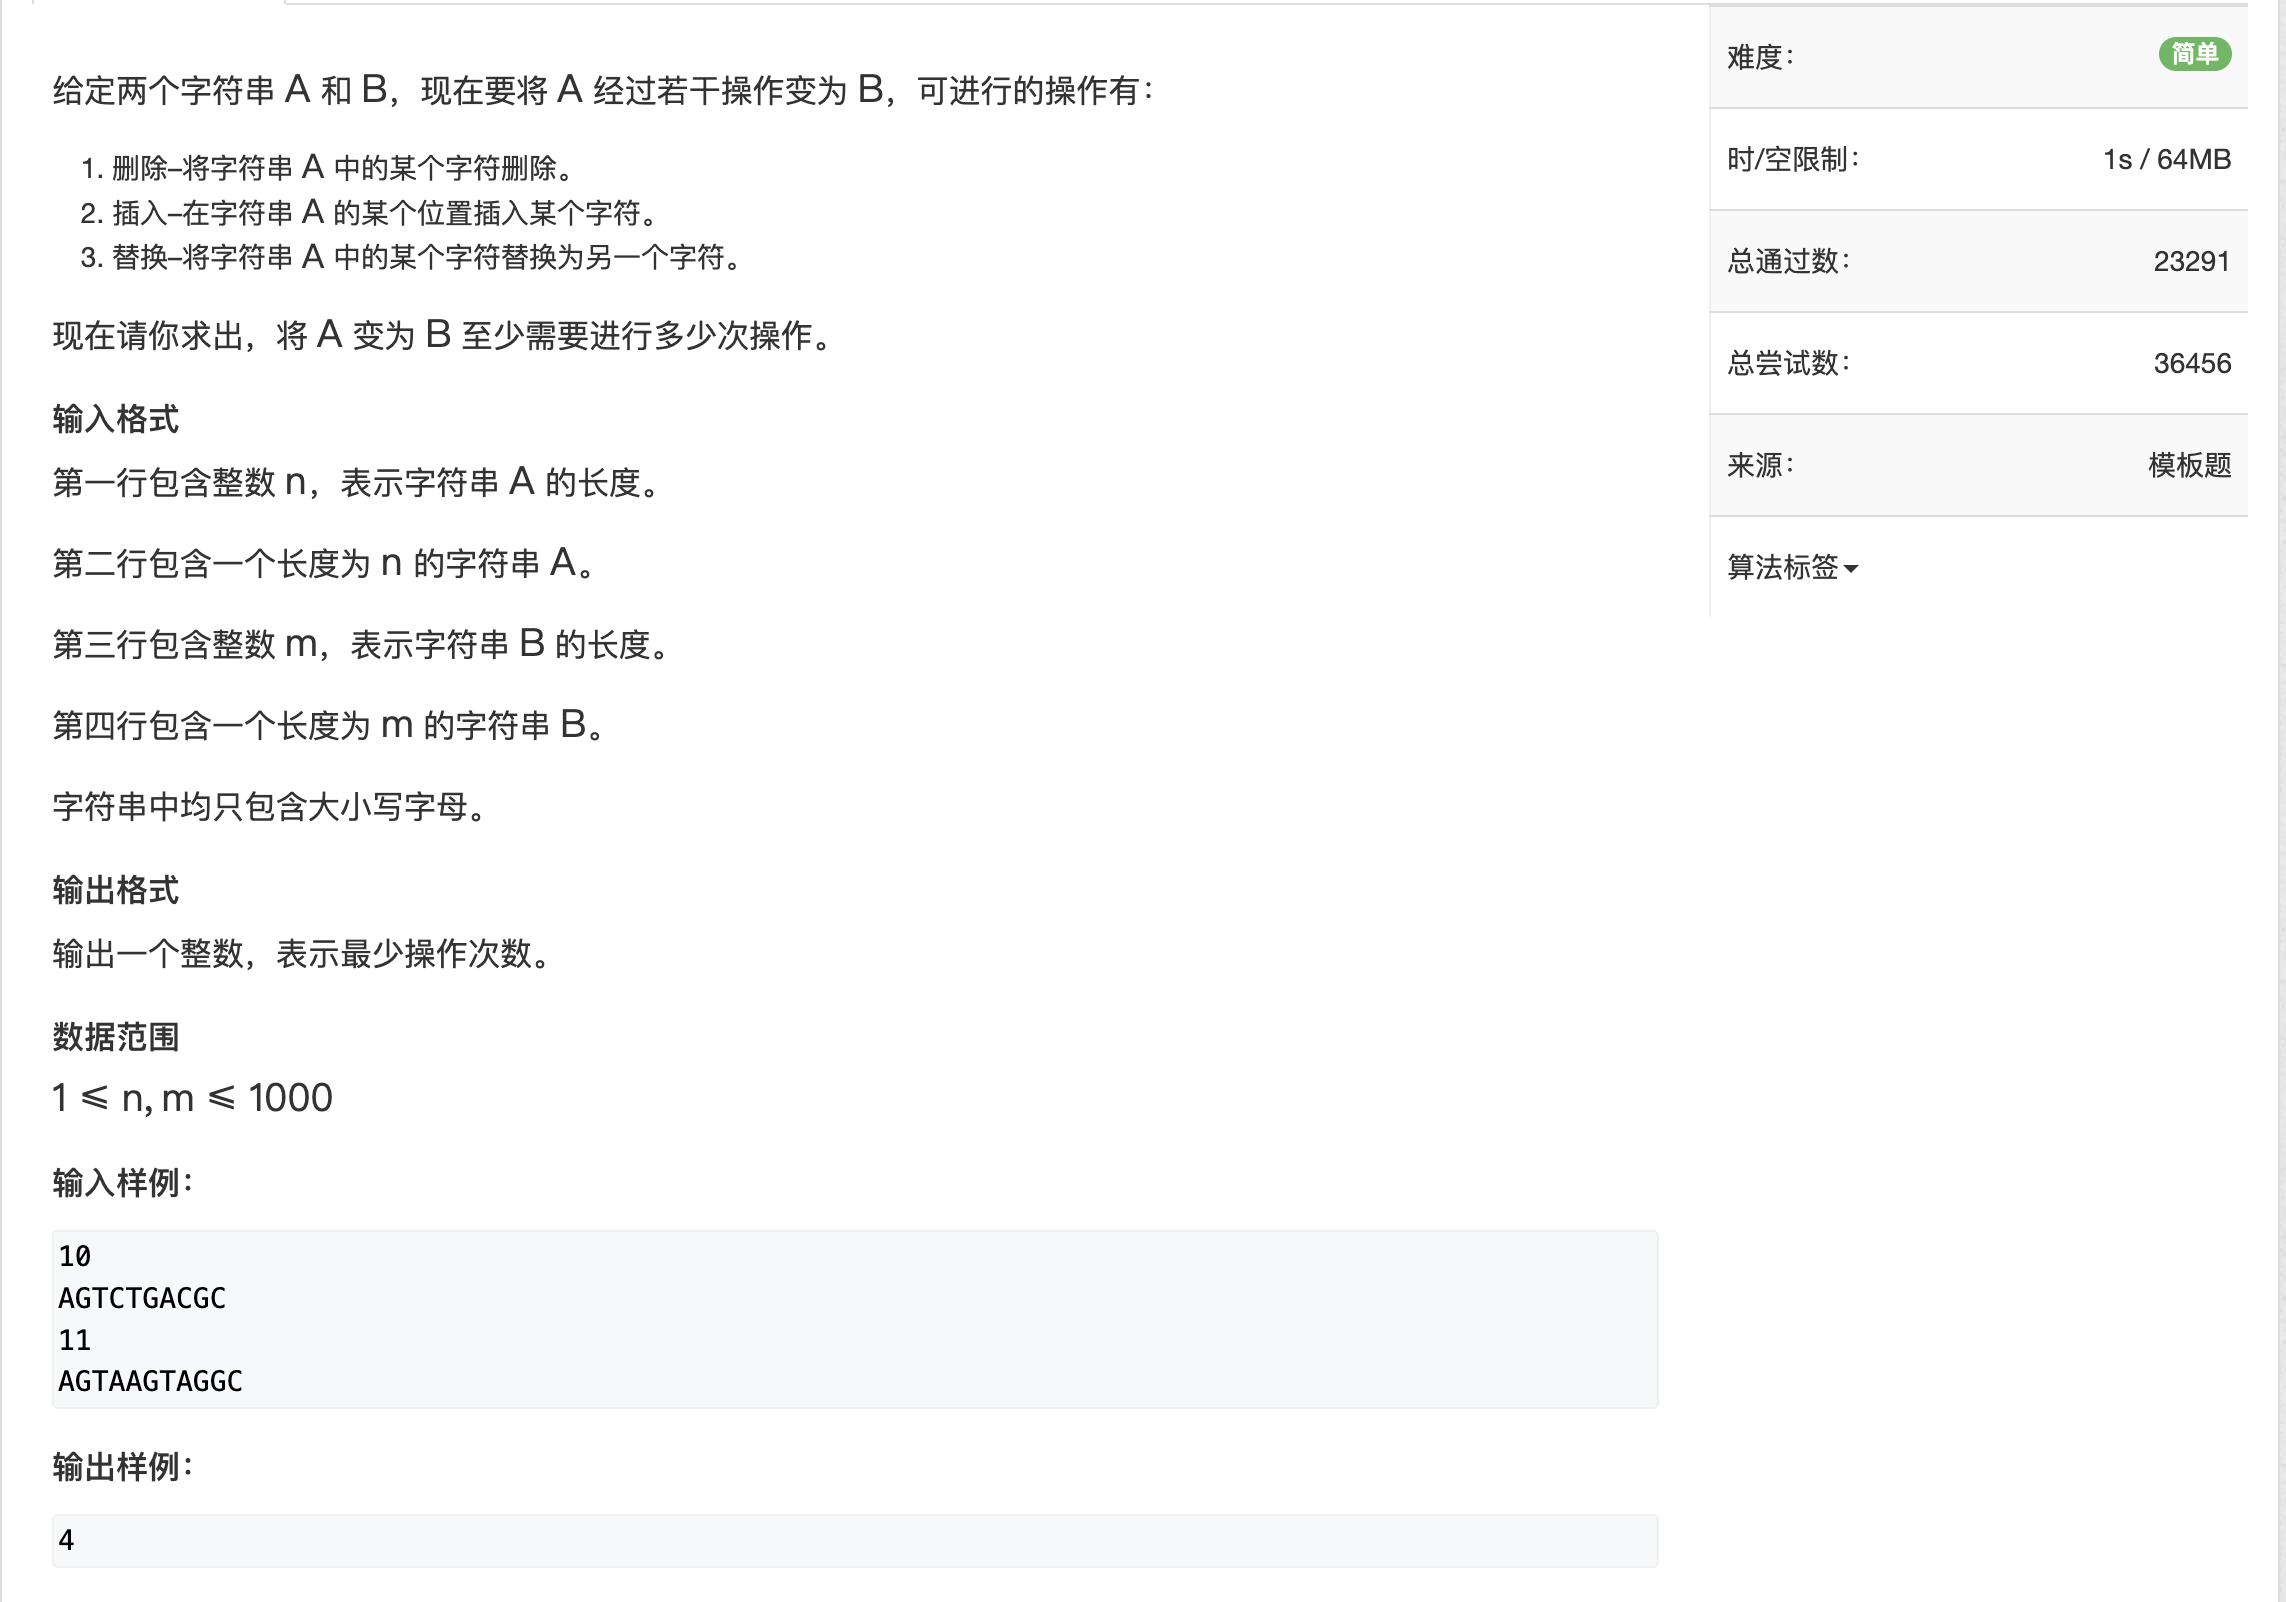 给定两个字符串 A 和 B，现在要将 A 经过若干操作变为 B，可进行的操作有：
1. 删除–将字符串 A 中的某个字符删除。
2. 插入–在字符串 A 的某个位置插入某个字符。
3. 替换–将字符串 A 中的某个字符替换为另一个字符。
现在请你求出，将 A 变为 B 至少需要进行多少次操作。
输入格式
第一行包含整数 n，表示字符串 A 的长度。
第二行包含一个长度为 n 的字符串 A。
第三行包含整数 m，表示字符串 B 的长度。
第四行包含一个长度为 m 的字符串 B。
字符串中均只包含大小写字母。
输出格式
输出一个整数，表示最少操作次数。
数据范围
1 ⩽ n, m ⩽ 1000
输入样例：
10
AGTCTGACGC
11
AGTAAGTAGGC
输出样例：
4
难度： 简单
时/空限制： 1s / 64MB
总通过数： 23291
总尝试数： 36456
来源： 模板题
算法标签